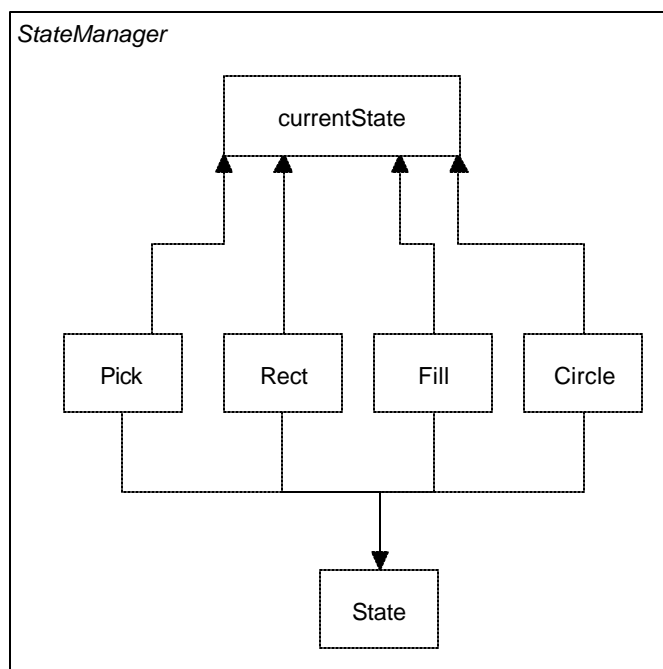 StateManager
currentState
Pick
Rect
Fill
Circle
State